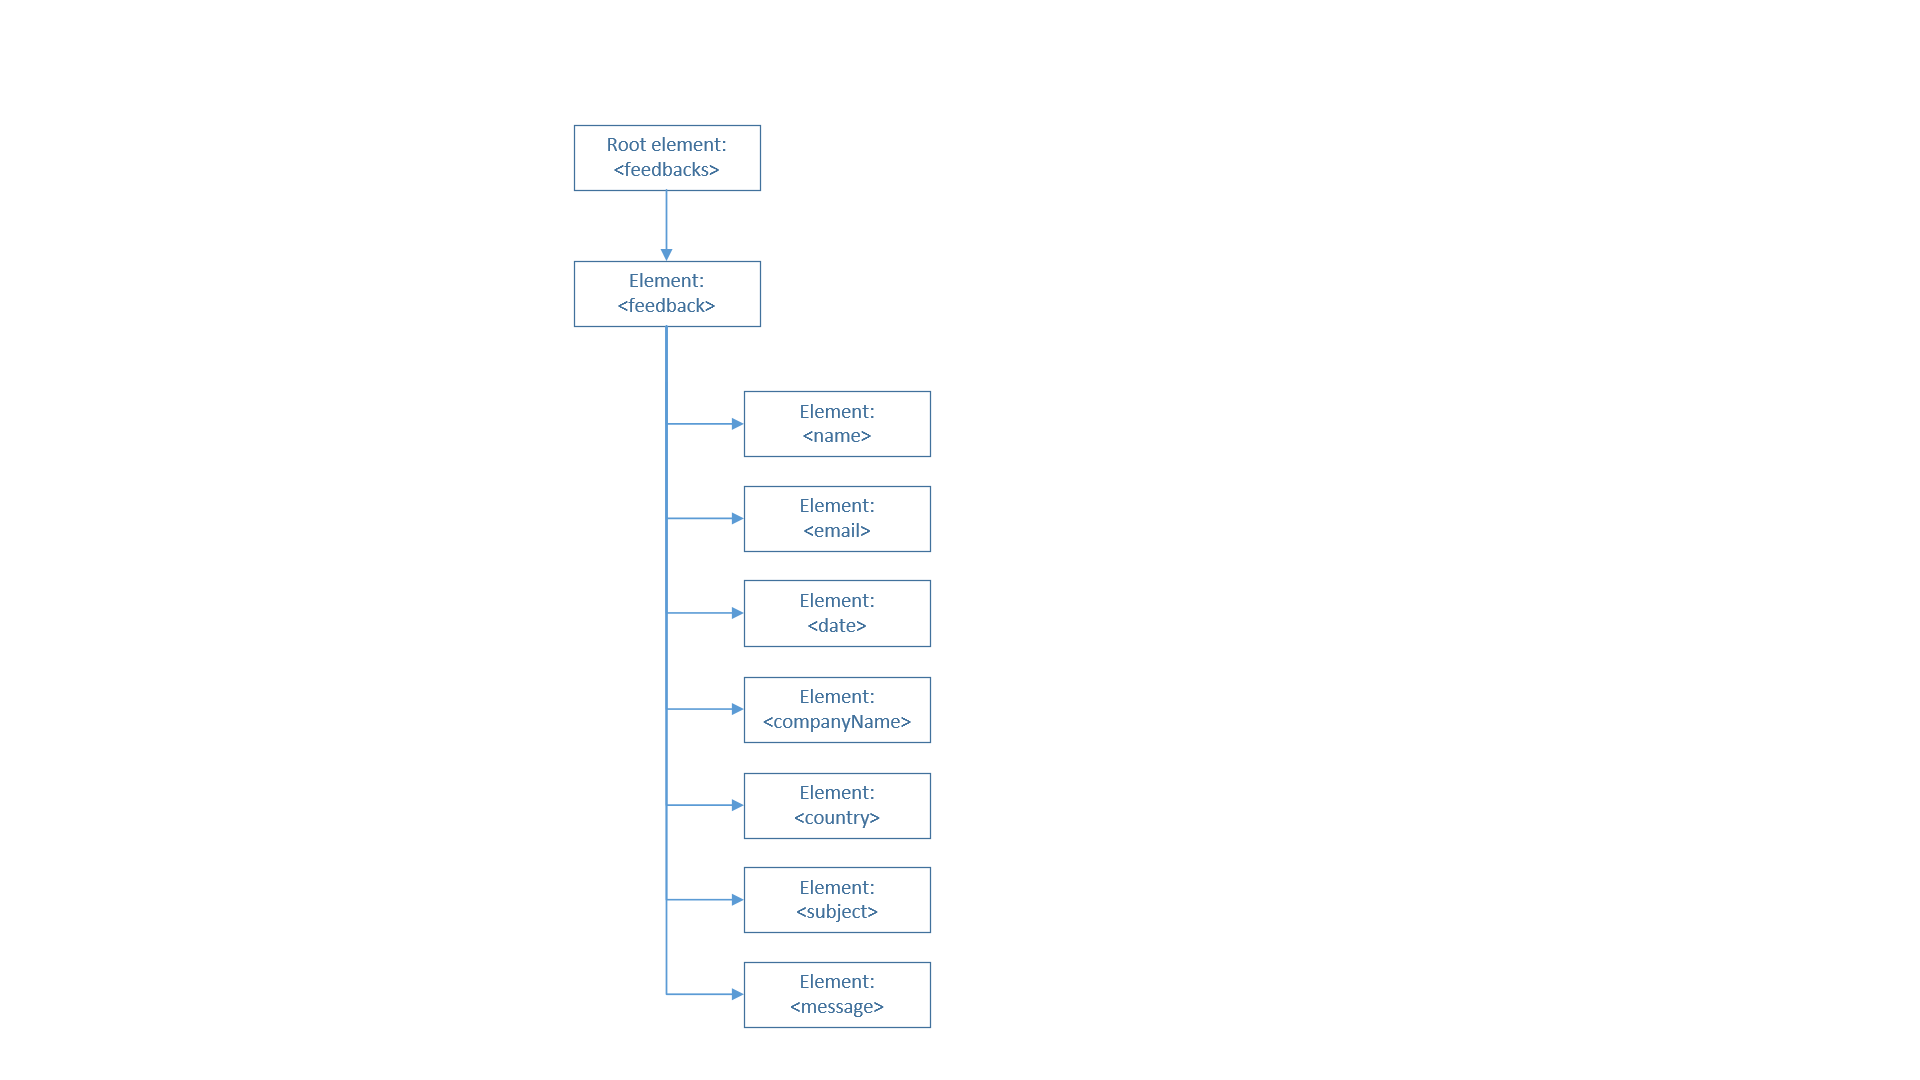 Root element:
<feedbacks>
Element:
<feedback>
Element:
<name>
Element:
<email>
Element:
<date>
Element:
<companyName>
Element:
<country>
Element:
<subject>
Element:
<message>